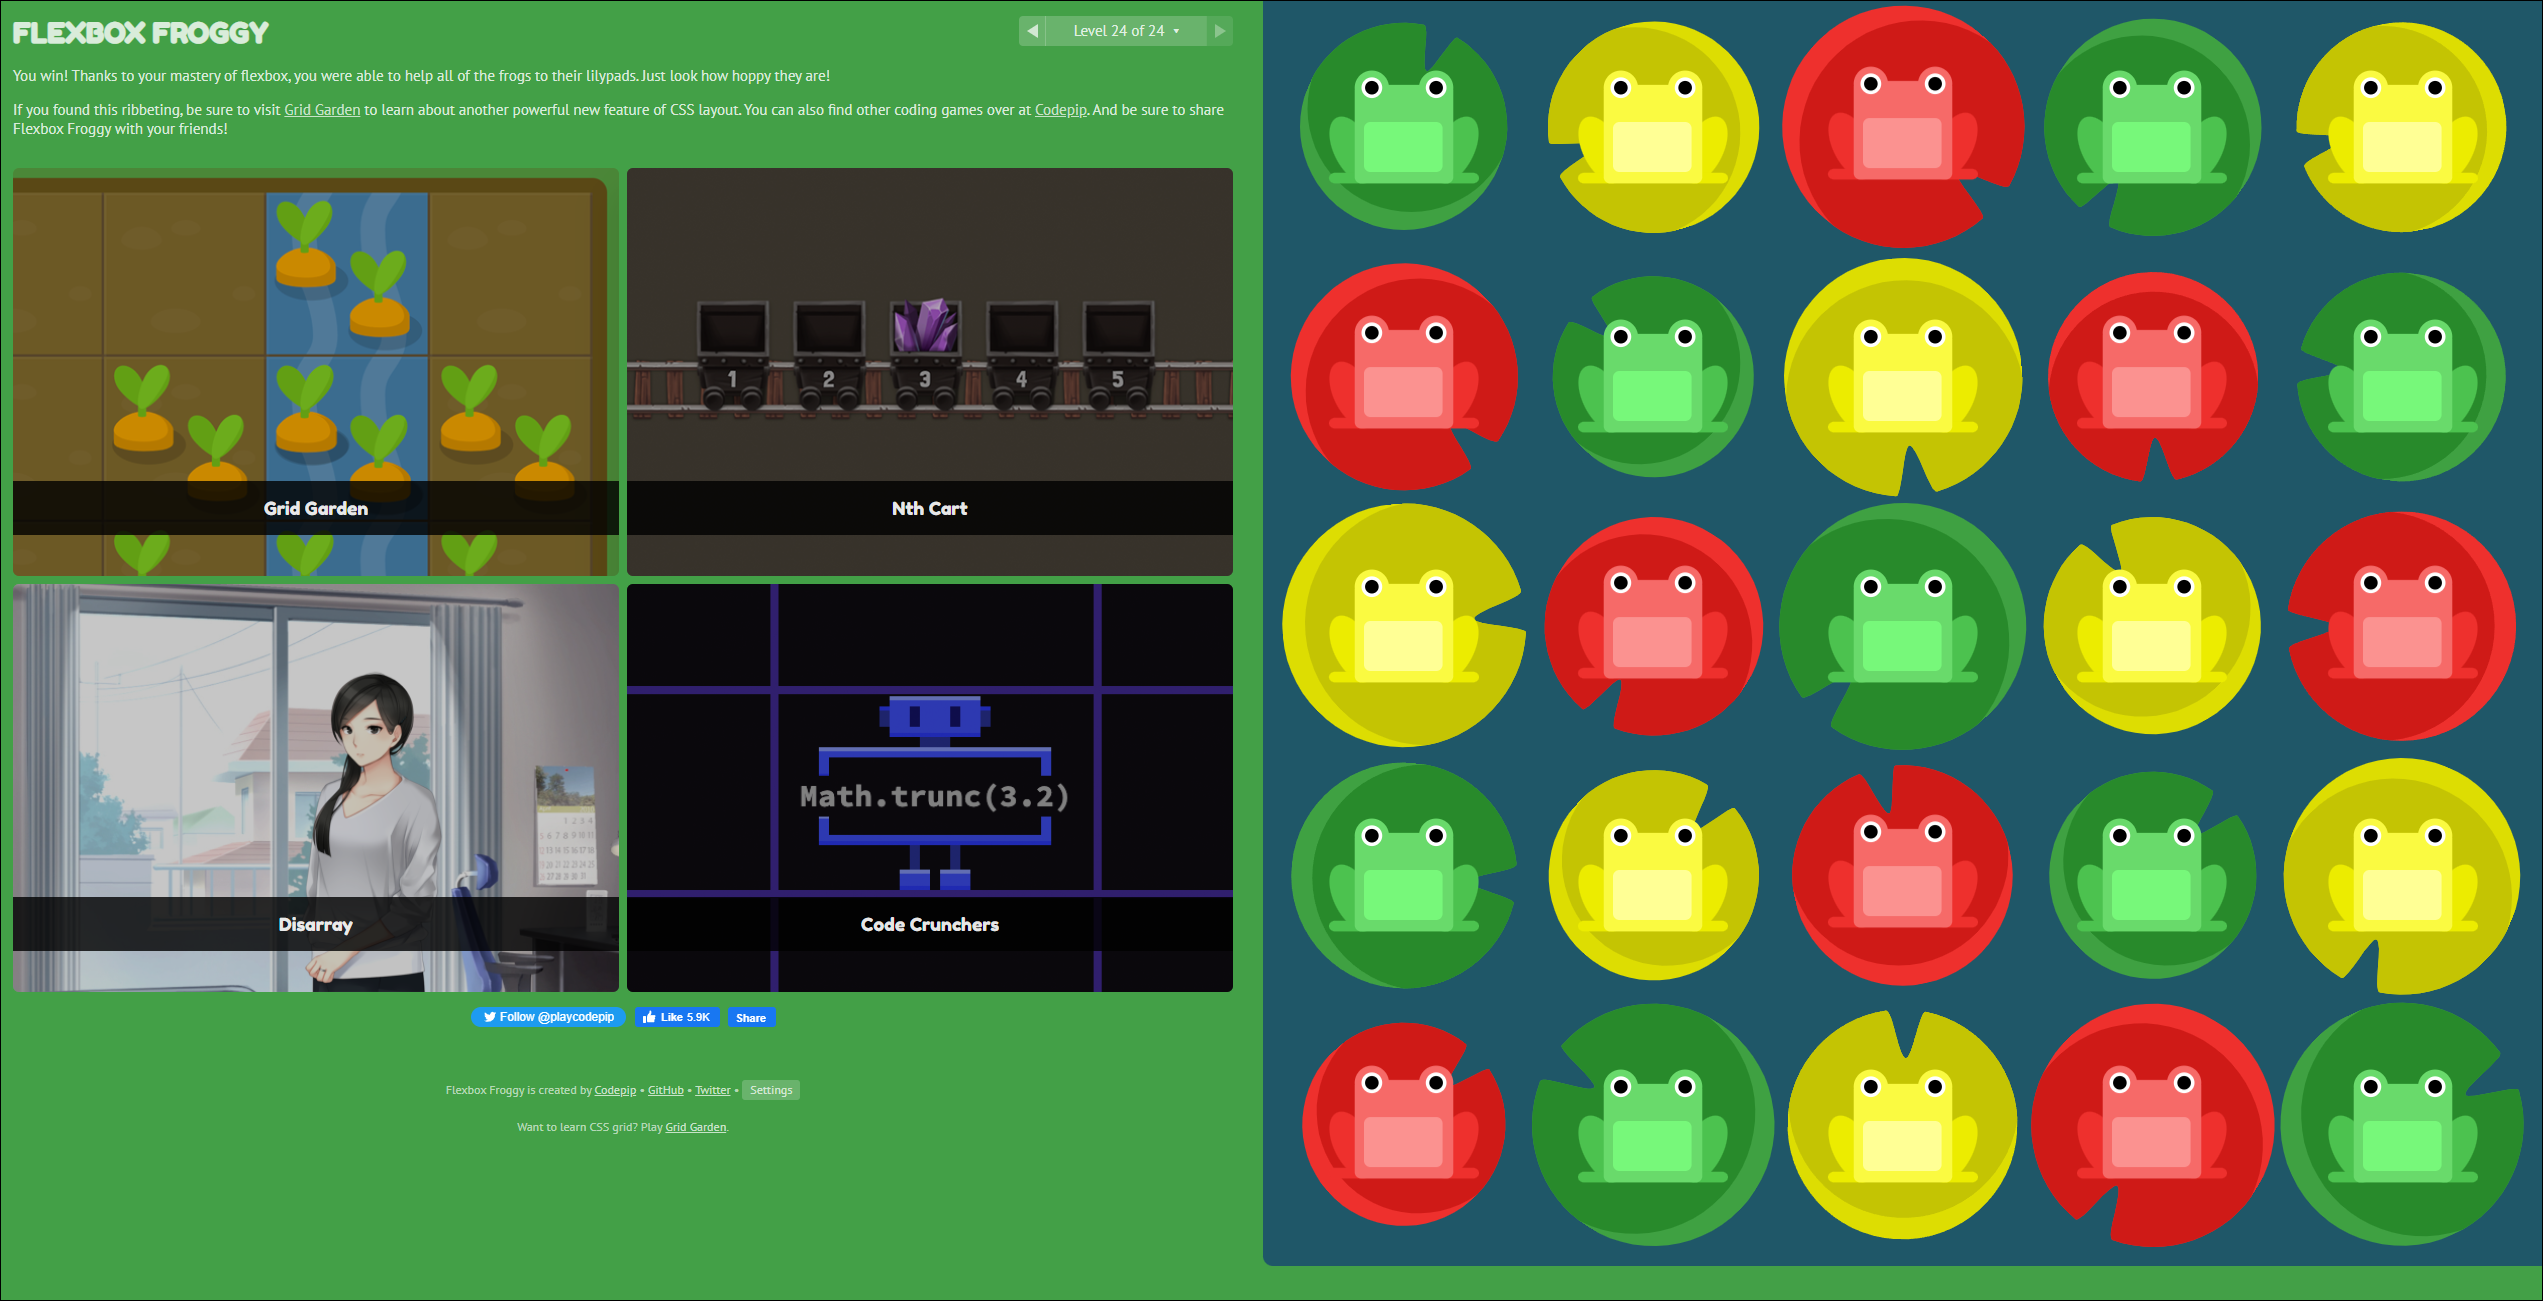 FLEXBOX FROGGY
Level 24 of 24
You win! Thanks to your mastery of flexbox, you were able to help all of the frogs to their lilypads. Just look how hoppy they are!
If you found this ribbeting, be sure to visit Grid Garden to learn about another powerful new feature of CSS layout. You can also find other coding games over at Codepip. And be sure to share
Flexbox Froggy with your friends!
1 2 3 4 5
Grid Garden
Nth Cart
Math.trunc(3.2)
Disarray
Code Crunchers
Follow @playcodepip
Like 5.9K
Share
Flexbox Froggy is created by Codepip • GitHub • Twitter • Settings
Want to learn CSS grid? Play Grid Garden.